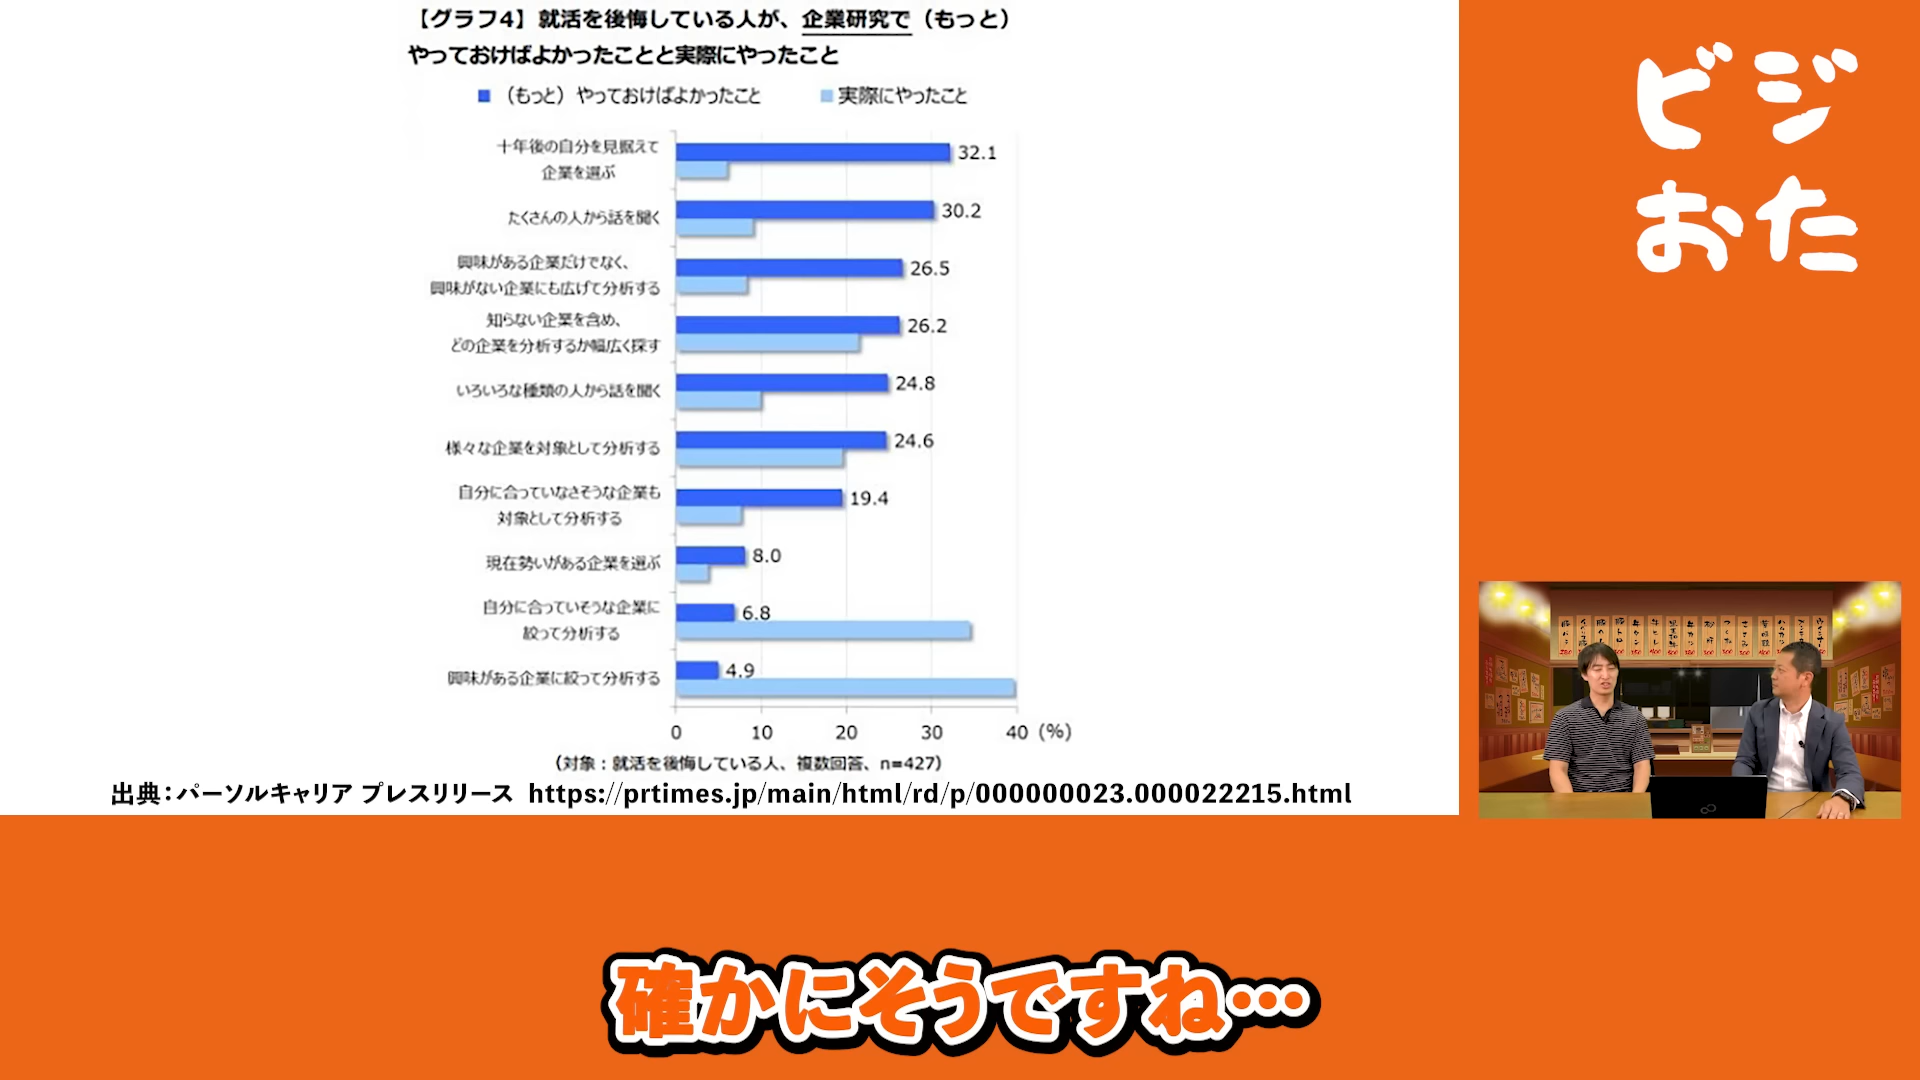 【グラフ4】就活を後悔している人が、企業研究で（もっと）
やっておけばよかったことと実際にやったこと
（もっと）やっておけばよかったこと
実際にやったこと
十年後の自分を見据えて
企業を選ぶ
32.1
たくさんの人から話を聞く
30.2
興味がある企業だけでなく、
興味がない企業にも広げて分析する
26.5
知らない企業を含め、
どの企業を分析するか幅広く探す
26.2
いろいろな種類の人から話を聞く
24.8
様々な企業を対象として分析する
24.6
自分に合っていなさそうな企業も
対象として分析する
19.4
現在勢いがある企業を選ぶ
8.0
自分に合っていそうな企業に
絞って分析する
6.8
興味がある企業に絞って分析する
4.9
0 10 20 30 40 (%)
（対象：就活を後悔している人、複数回答、n=427）
出典：パーソルキャリア プレスリリース https://prtimes.jp/main/html/rd/p/000000023.000022215.html
ビジ
おた
確かにそうですね…